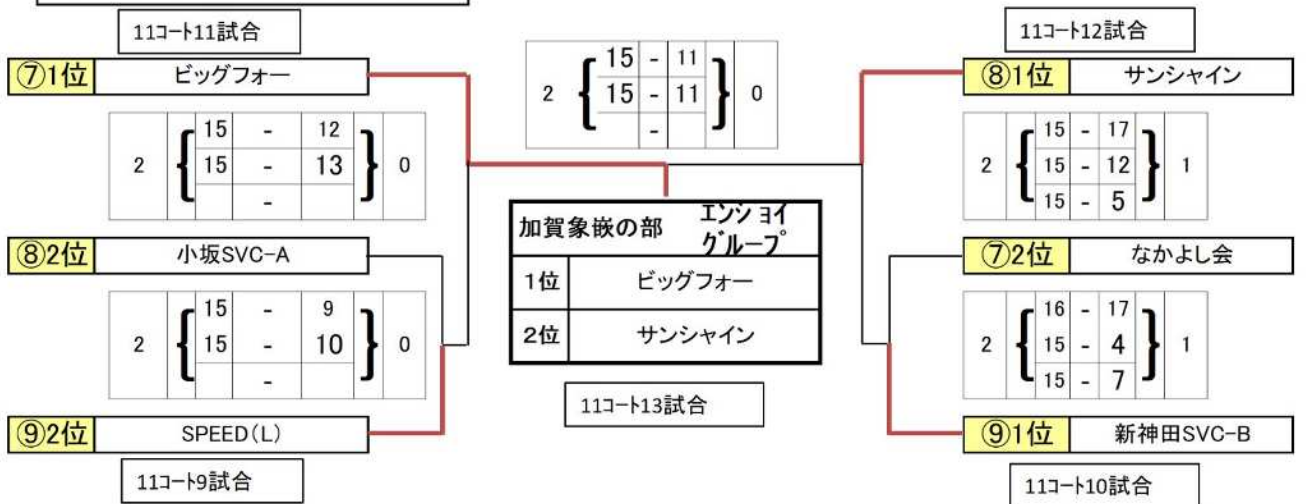 11コート11試合
11コート12試合
⑦1位 ビッグフォー
2 { 15 - 11 } 0
15 - 11
-
⑧1位 サンシャイン
2 { 15 - 12 } 0
15 - 13
-
2 { 15 - 17 } 1
15 - 12
15 - 5
加賀象嵌の部 エンジョイグループ
1位 ビッグフォー
2位 サンシャイン
⑧2位 小坂SVC-A
⑦2位 なかよし会
2 { 15 - 9 } 0
15 - 10
-
2 { 16 - 17 } 1
15 - 4
15 - 7
11コート13試合
⑨2位 SPEED(L)
⑨1位 新神田SVC-B
11コート9試合
11コート10試合